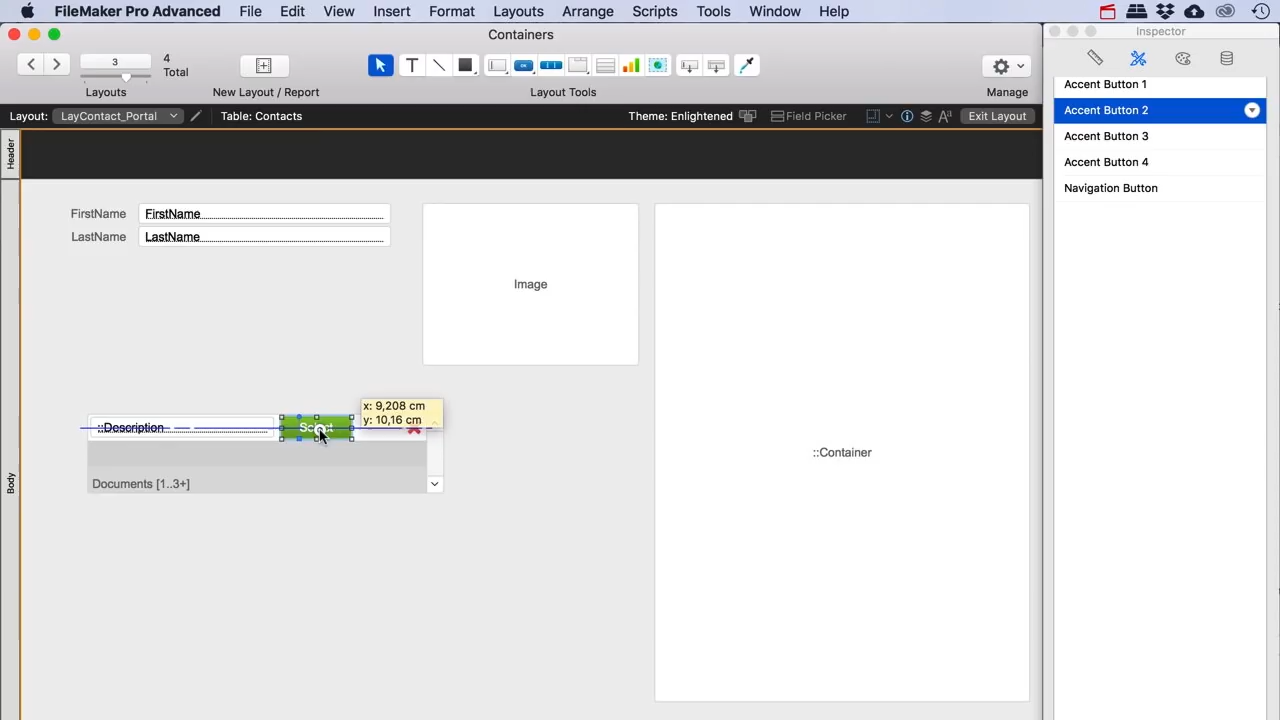 FileMaker Pro Advanced File Edit View Insert Format Layouts Arrange Scripts Tools Window Help
Containers
Inspector
3
4
Total
Layouts
New Layout / Report
Layout Tools
Manage
Layout: LayContact_Portal Table: Contacts Theme: Enlightened Field Picker Exit Layout
Header
Body
Accent Button 1
Accent Button 2
Accent Button 3
Accent Button 4
Navigation Button
FirstName FirstName
LastName LastName
Image
x: 9,208 cm
y: 10,16 cm
::Description
Documents [1..3+]
::Container